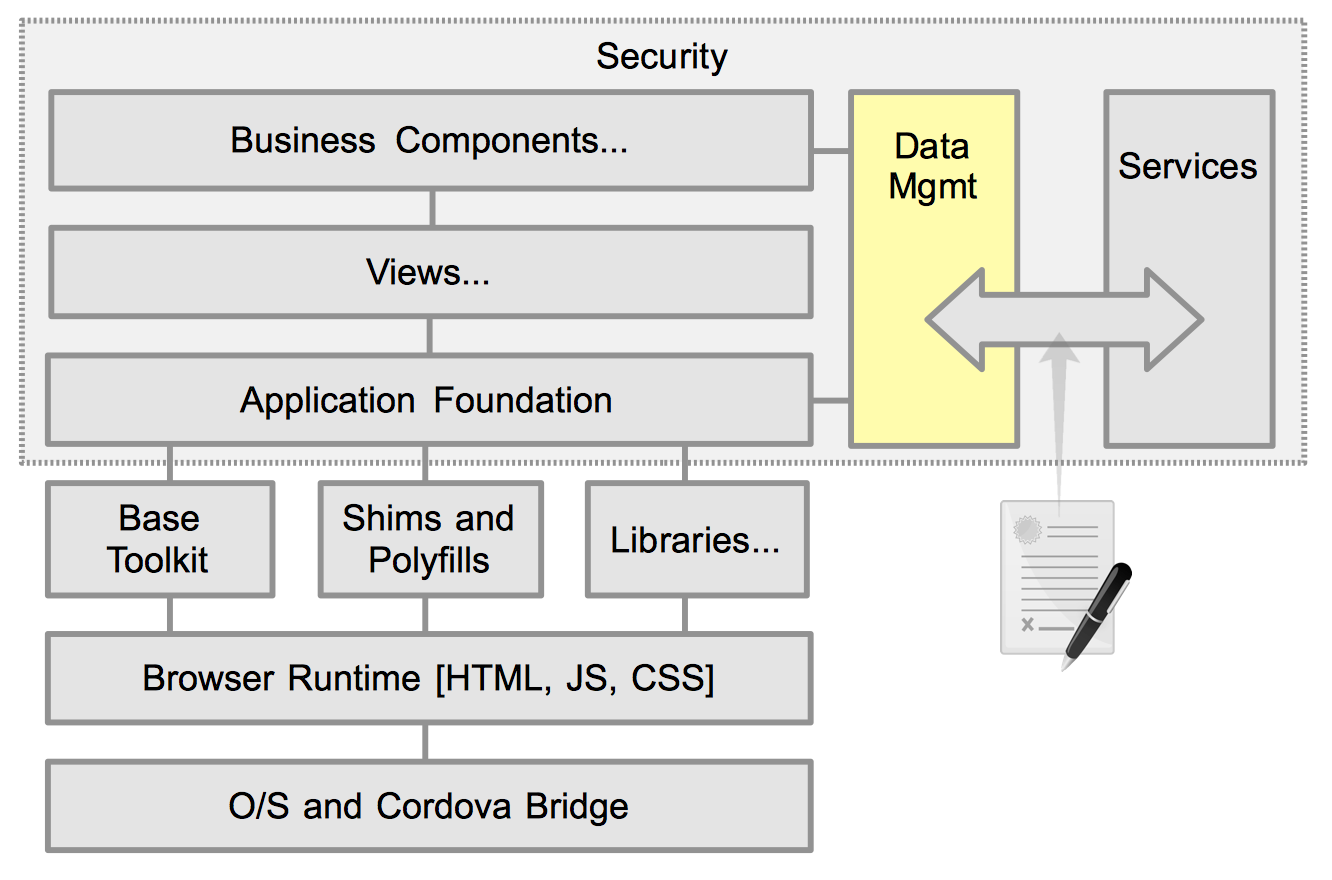 Security
Business Components...
Data
Mgmt
Services
Views...
Application Foundation
Base
Toolkit
Shims and
Polyfills
Libraries...
Browser Runtime [HTML, JS, CSS]
O/S and Cordova Bridge